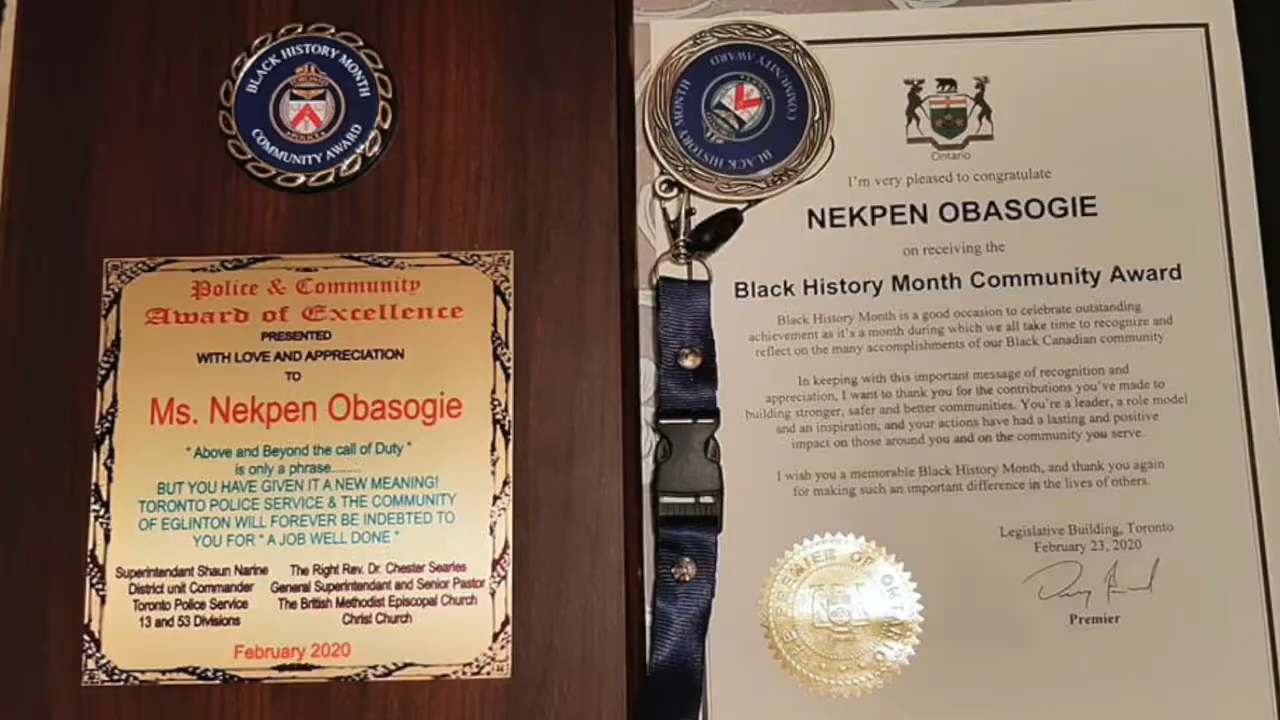 BLACK HISTORY MONTH
COMMUNITY AWARD
TORONTO
POLICE
Police & Community
Award of Excellence
PRESENTED
WITH LOVE AND APPRECIATION
TO
Ms. Nekpen Obasogie
" Above and Beyond the call of Duty "
is only a phrase........
BUT YOU HAVE GIVEN IT A NEW MEANING!
TORONTO POLICE SERVICE & THE COMMUNITY
OF EGLINTON WILL FOREVER BE INDEBTED TO
YOU FOR " A JOB WELL DONE "
Superintendant Shaun Narine
District unit Commander
Toronto Police Service
13 and 53 Divisions
The Right Rev. Dr. Chester Searles
General Superintendant and Senior Pastor
The British Methodist Episcopal Church
Christ Church
February 2020
BLACK HISTORY MONTH
COMMUNITY AWARD
Ontario
I'm very pleased to congratulate
NEKPEN OBASOGIE
on receiving the
Black History Month Community Award
Black History Month is a good occasion to celebrate outstanding
achievement as it's a month during which we all take time to recognize and
reflect on the many accomplishments of our Black Canadian community
In keeping with this important message of recognition and
appreciation, I want to thank you for the contributions you've made to
building stronger, safer and better communities. You're a leader, a role model
and an inspiration, and your actions have had a lasting and positive
impact on those around you and on the community you serve.
I wish you a memorable Black History Month, and thank you again
for making such an important difference in the lives of others.
Legislative Building, Toronto
February 23, 2020
Premier
PREMIER OF ONTARIO